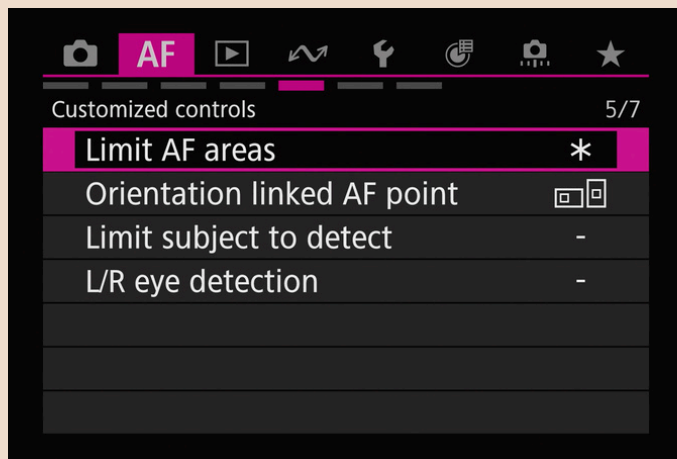 AF
Customized controls 5/7
Limit AF areas *
Orientation linked AF point
Limit subject to detect -
L/R eye detection -